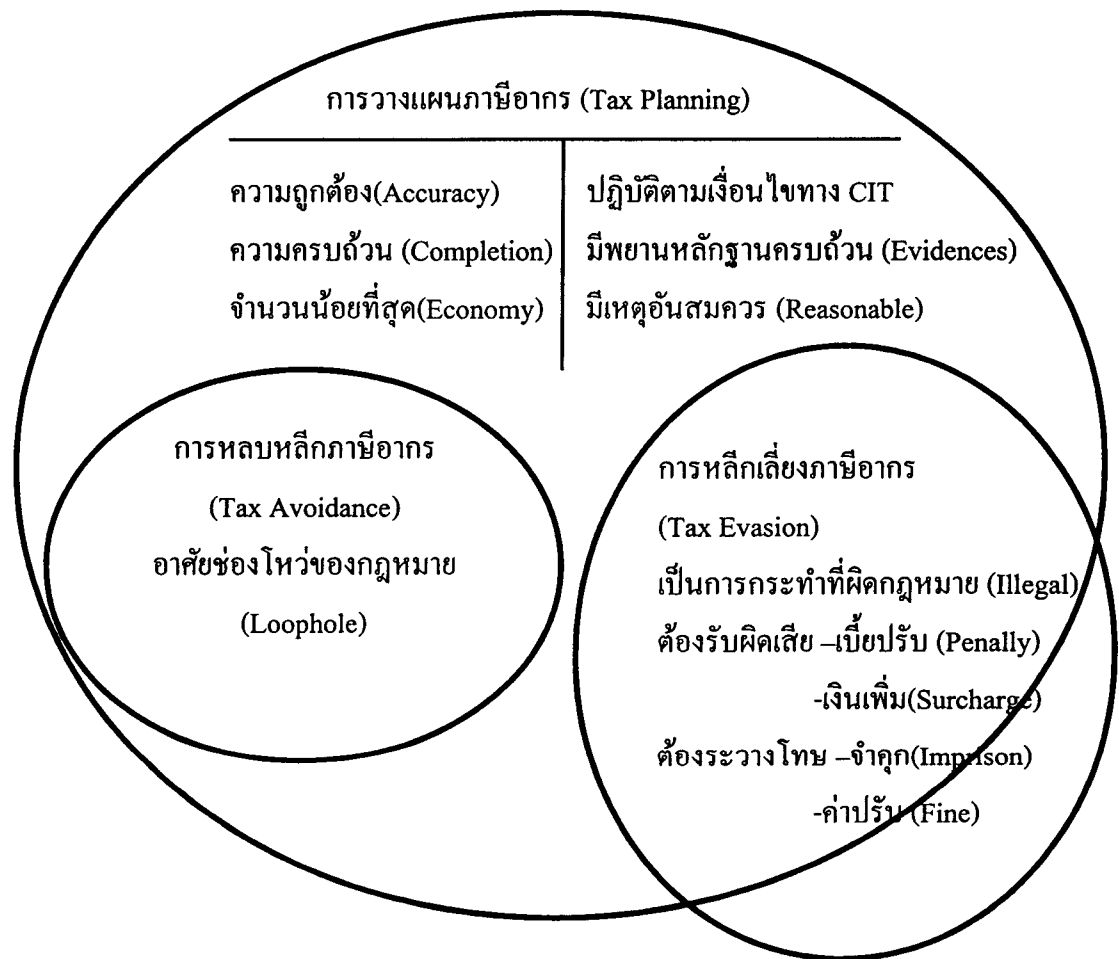 การวางแผนภาษีอากร (Tax Planning)
ความถูกต้อง(Accuracy)
ความครบถ้วน (Completion)
จำนวนน้อยที่สุด(Economy)
ปฏิบัติตามเงื่อนไขทาง CIT
มีพยานหลักฐานครบถ้วน (Evidences)
มีเหตุอันสมควร (Reasonable)
การหลบหลีกภาษีอากร
(Tax Avoidance)
อาศัยช่องโหว่ของกฎหมาย
(Loophole)
การหลีกเลี่ยงภาษีอากร
(Tax Evasion)
เป็นการกระทำที่ผิดกฎหมาย (Illegal)
ต้องรับผิดเสีย –เบี้ยปรับ (Penally)
-เงินเพิ่ม(Surcharge)
ต้องระวางโทษ –จำคุก(Imprison)
-ค่าปรับ (Fine)